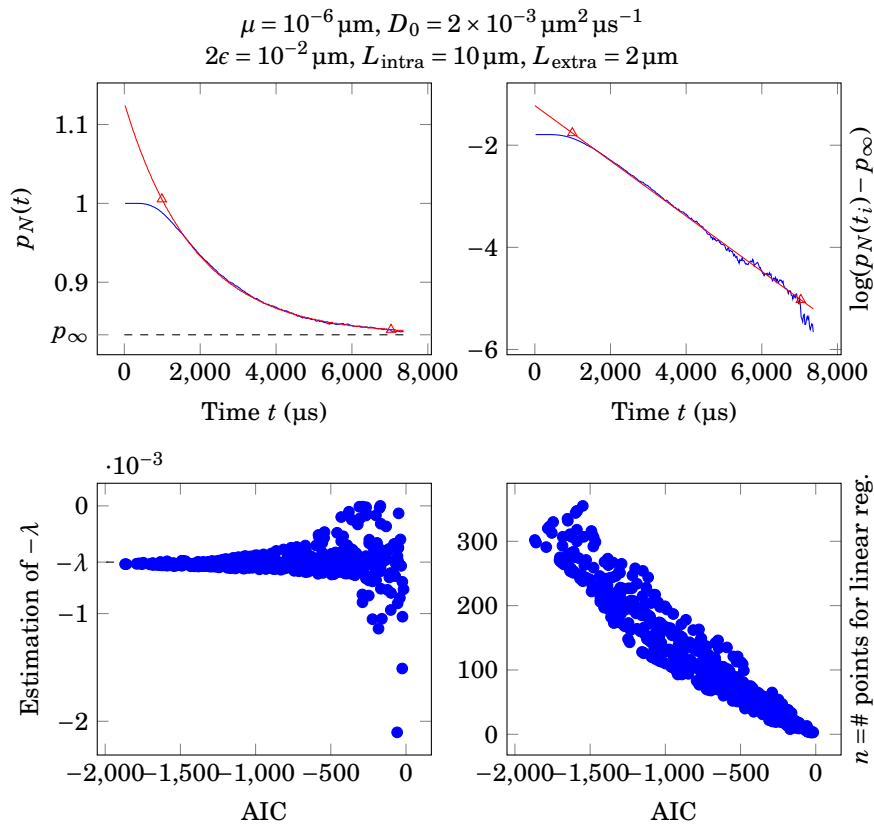 μ = 10⁻⁶ μm, D₀ = 2 × 10⁻³ μm² μs⁻¹
2ϵ = 10⁻² μm, L_intra = 10 μm, L_extra = 2 μm
1.1
1
0.9
p_∞
p_N(t)
0
2,000
4,000
6,000
8,000
Time t (μs)
−2
−4
−6
log(p_N(t_i) − p_∞)
0
2,000
4,000
6,000
8,000
Time t (μs)
·10⁻³
0
−λ
−1
−2
Estimation of −λ
−2,000
−1,500
−1,000
−500
0
AIC
300
200
100
0
n = # points for linear reg.
−2,000
−1,500
−1,000
−500
0
AIC